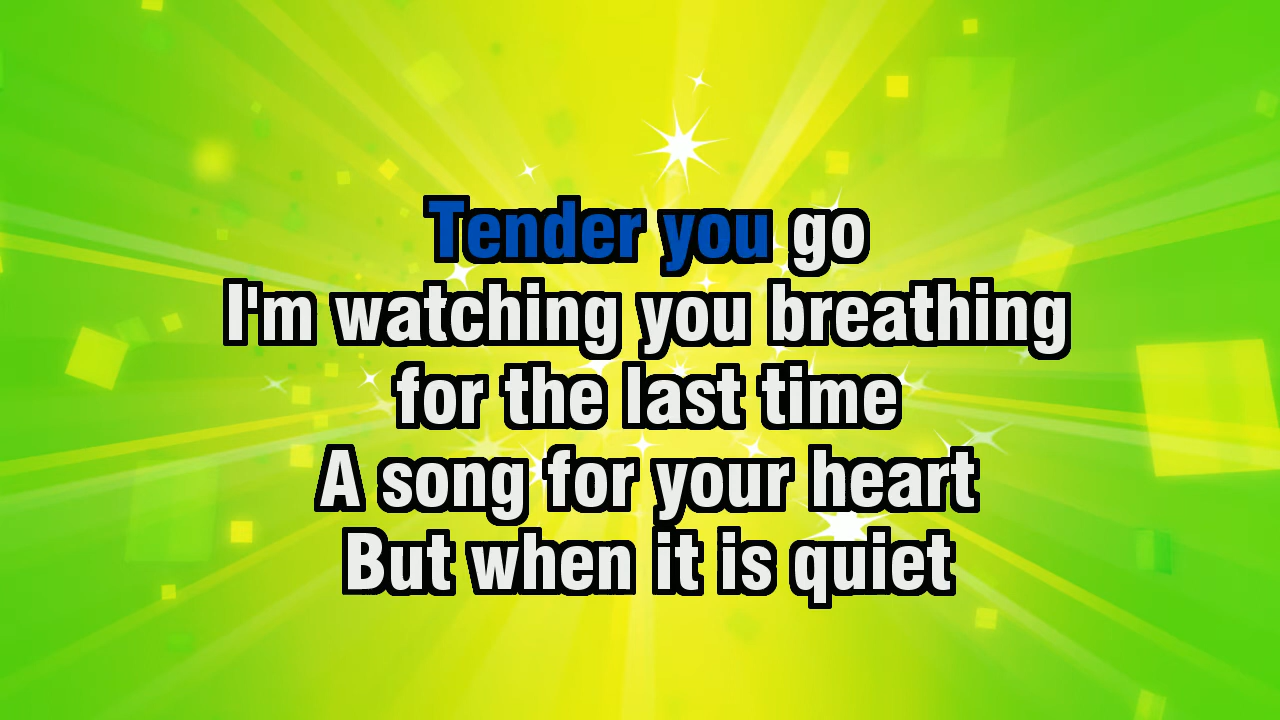 Tender you go
I'm watching you breathing
for the last time
A song for your heart
But when it is quiet